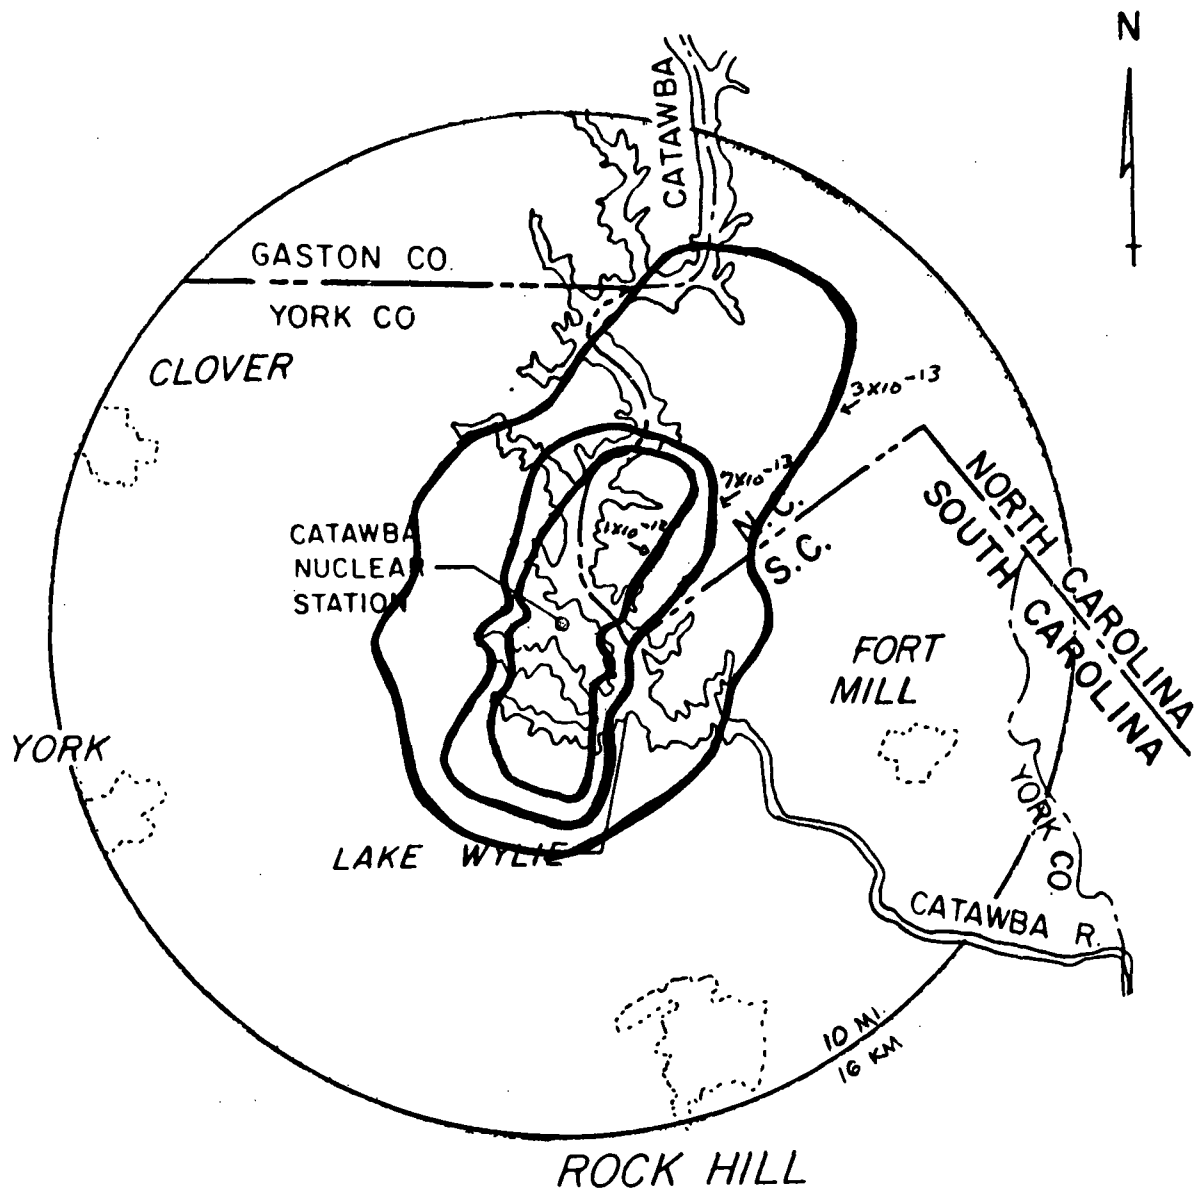 N
CATAWBA
GASTON CO.
YORK CO
CLOVER
3x10-13
7x10-13
1x10-12
N.C.
S.C.
NORTH CAROLINA
SOUTH CAROLINA
CATAWBA
NUCLEAR
STATION
FORT
MILL
YORK
YORK CO.
LAKE WYLIE
CATAWBA R.
10 MI.
16 KM
ROCK HILL